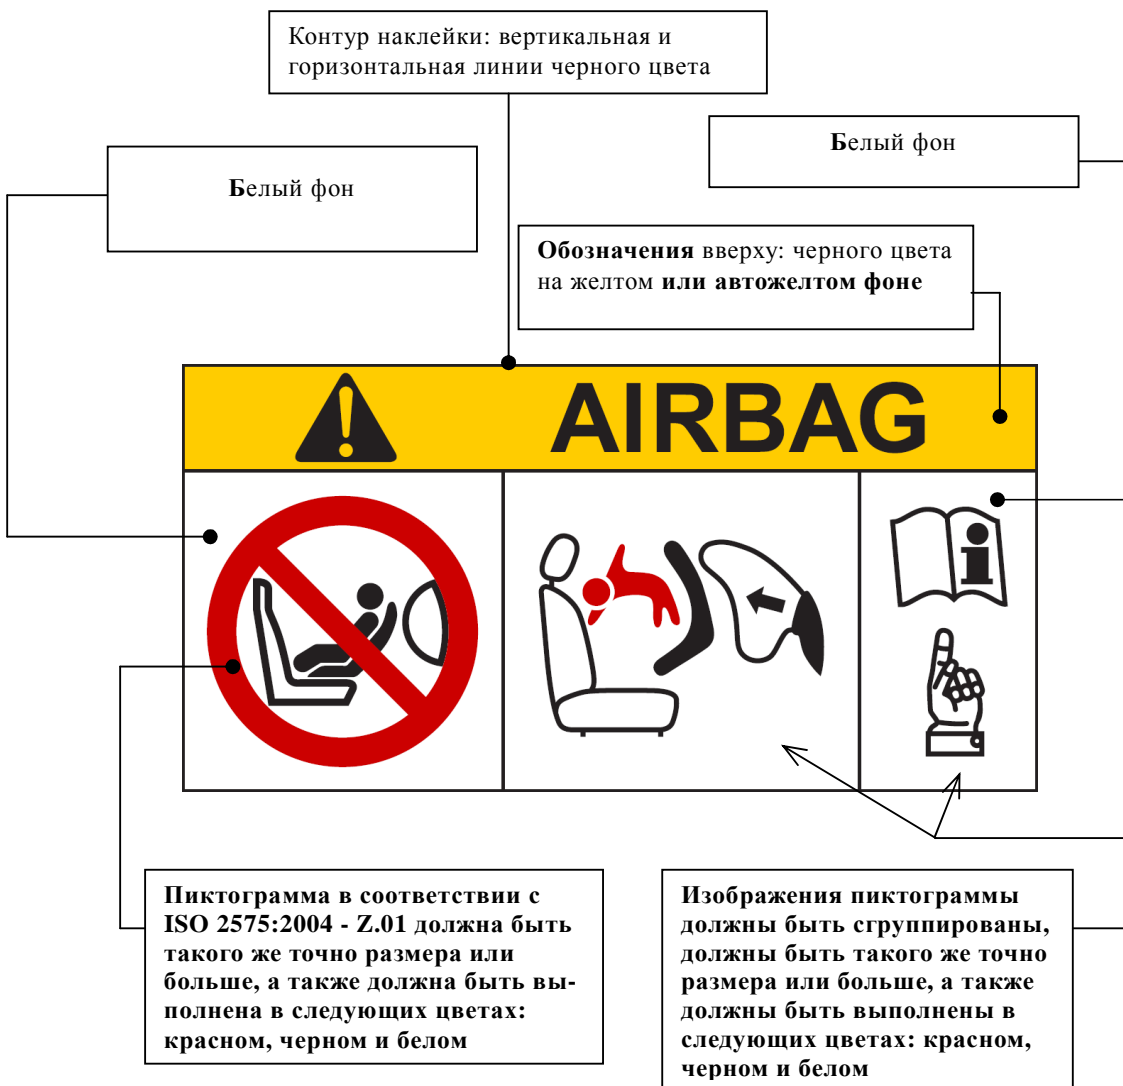 Контур наклейки: вертикальная и
горизонтальная линии черного цвета
Белый фон
Белый фон
Обозначения вверху: черного цвета
на желтом или автожелтом фоне
AIRBAG
Пиктограмма в соответствии с
ISO 2575:2004 - Z.01 должна быть
такого же точно размера или
больше, а также должна быть вы-
полнена в следующих цветах:
красном, черном и белом
Изображения пиктограммы
должны быть сгруппированы,
должны быть такого же точно
размера или больше, а также
должны быть выполнены в
следующих цветах: красном,
черном и белом